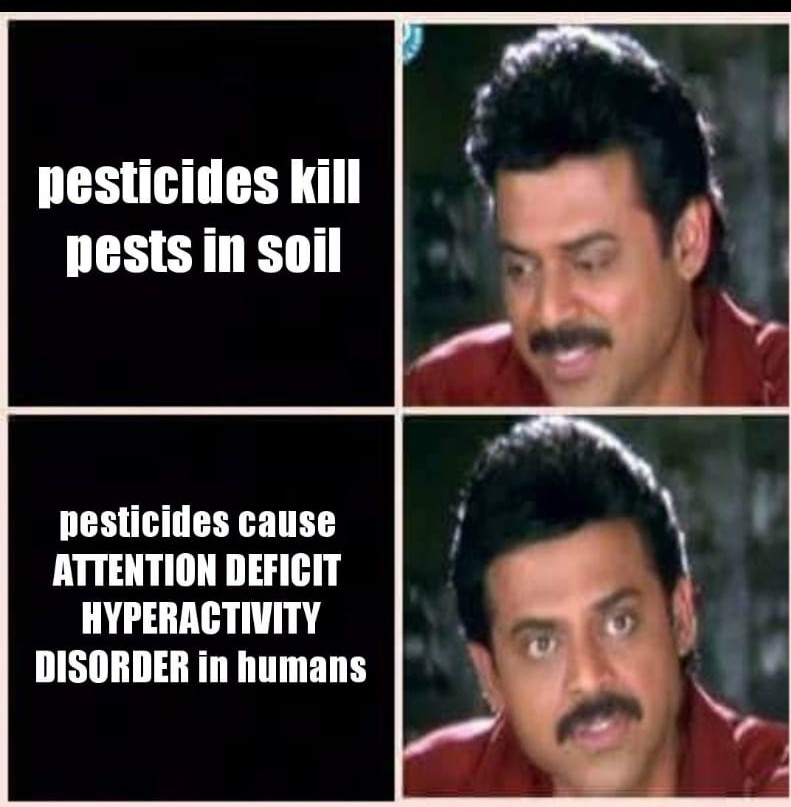 pesticides kill
pests in soil
pesticides cause
ATTENTION DEFICIT
HYPERACTIVITY
DISORDER in humans